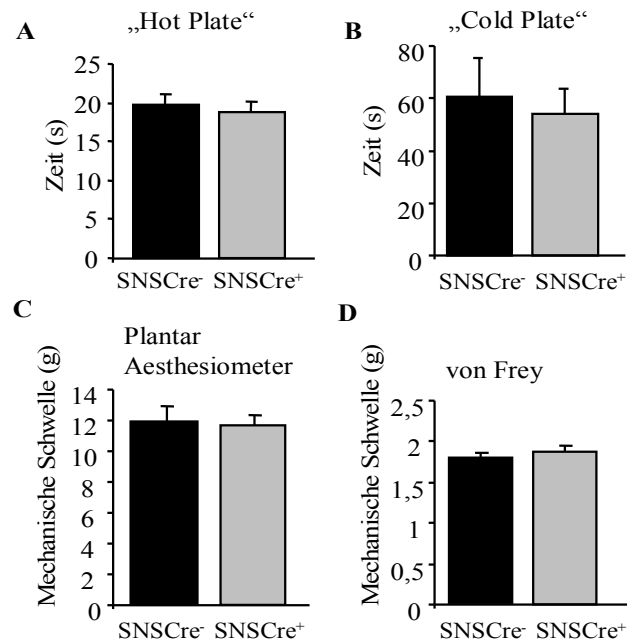 A
„Hot Plate“
Zeit (s)
25
20
15
10
5
0
SNSCre⁻ SNSCre⁺
B
„Cold Plate“
Zeit (s)
80
60
40
20
0
SNSCre⁻ SNSCre⁺
C
Plantar
Aesthesiometer
Mechanische Schwelle (g)
14
12
10
8
6
4
2
0
SNSCre⁻ SNSCre⁺
D
von Frey
Mechanische Schwelle (g)
2,5
2
1,5
1
0,5
0
SNSCre⁻ SNSCre⁺